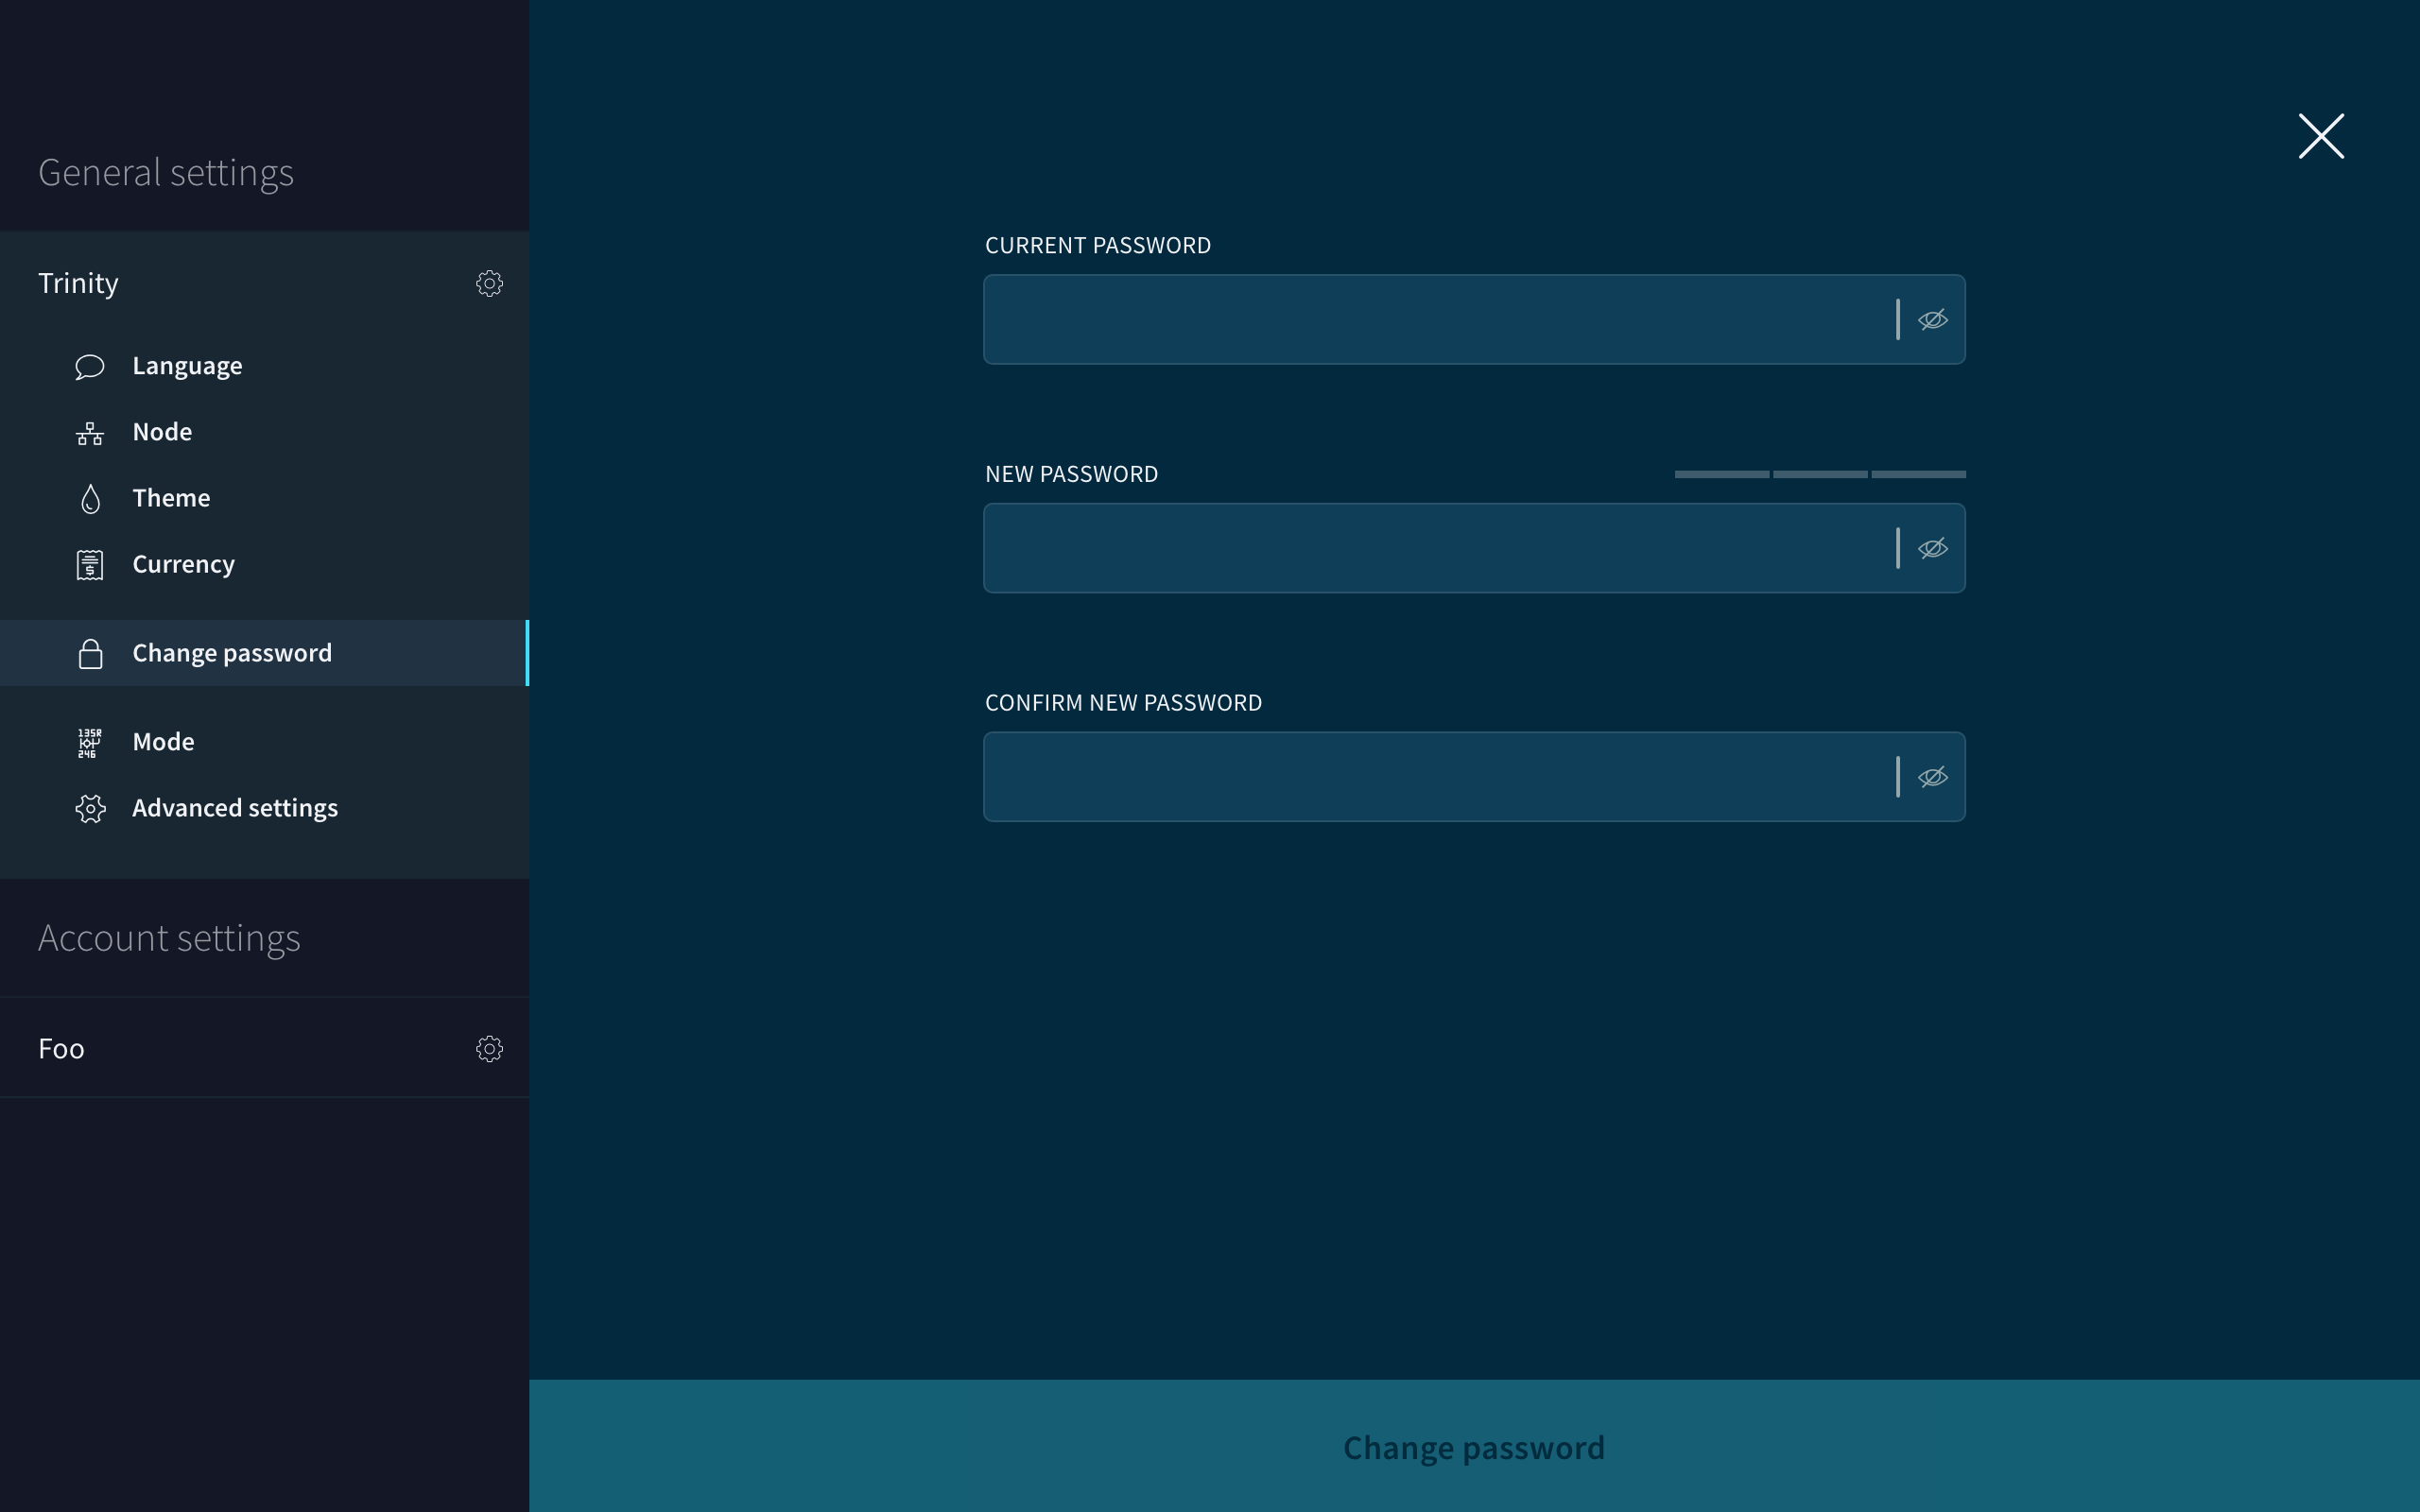 General settings
Trinity
Language
Node
Theme
Currency
Change password
Mode
Advanced settings
Account settings
Foo
CURRENT PASSWORD
NEW PASSWORD
CONFIRM NEW PASSWORD
Change password